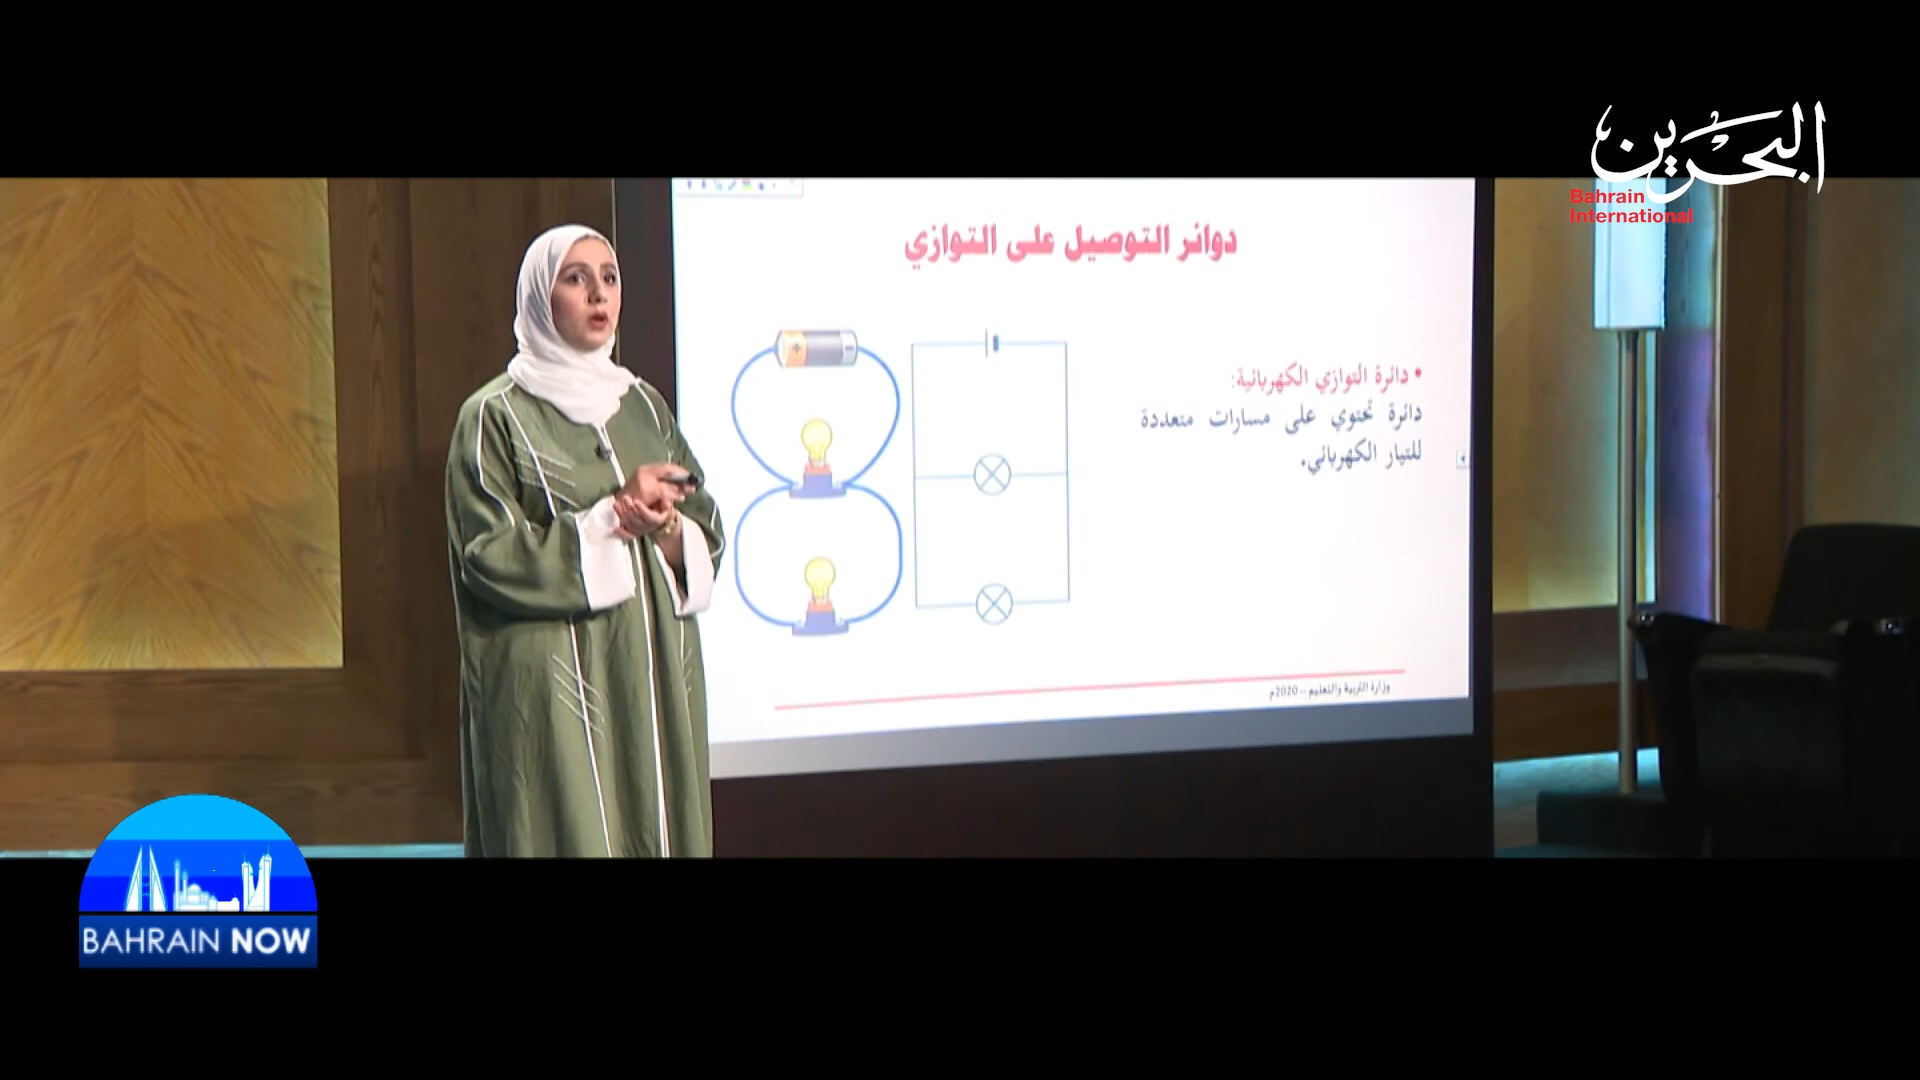 البحرين
Bahrain
International
دوائر التوصيل على التوازي
• دائرة التوازي الكهربائية:
دائرة تحتوي على مسارات متعددة
للتيار الكهربائي.
وزارة التربية والتعليم - 2020م
BAHRAIN NOW